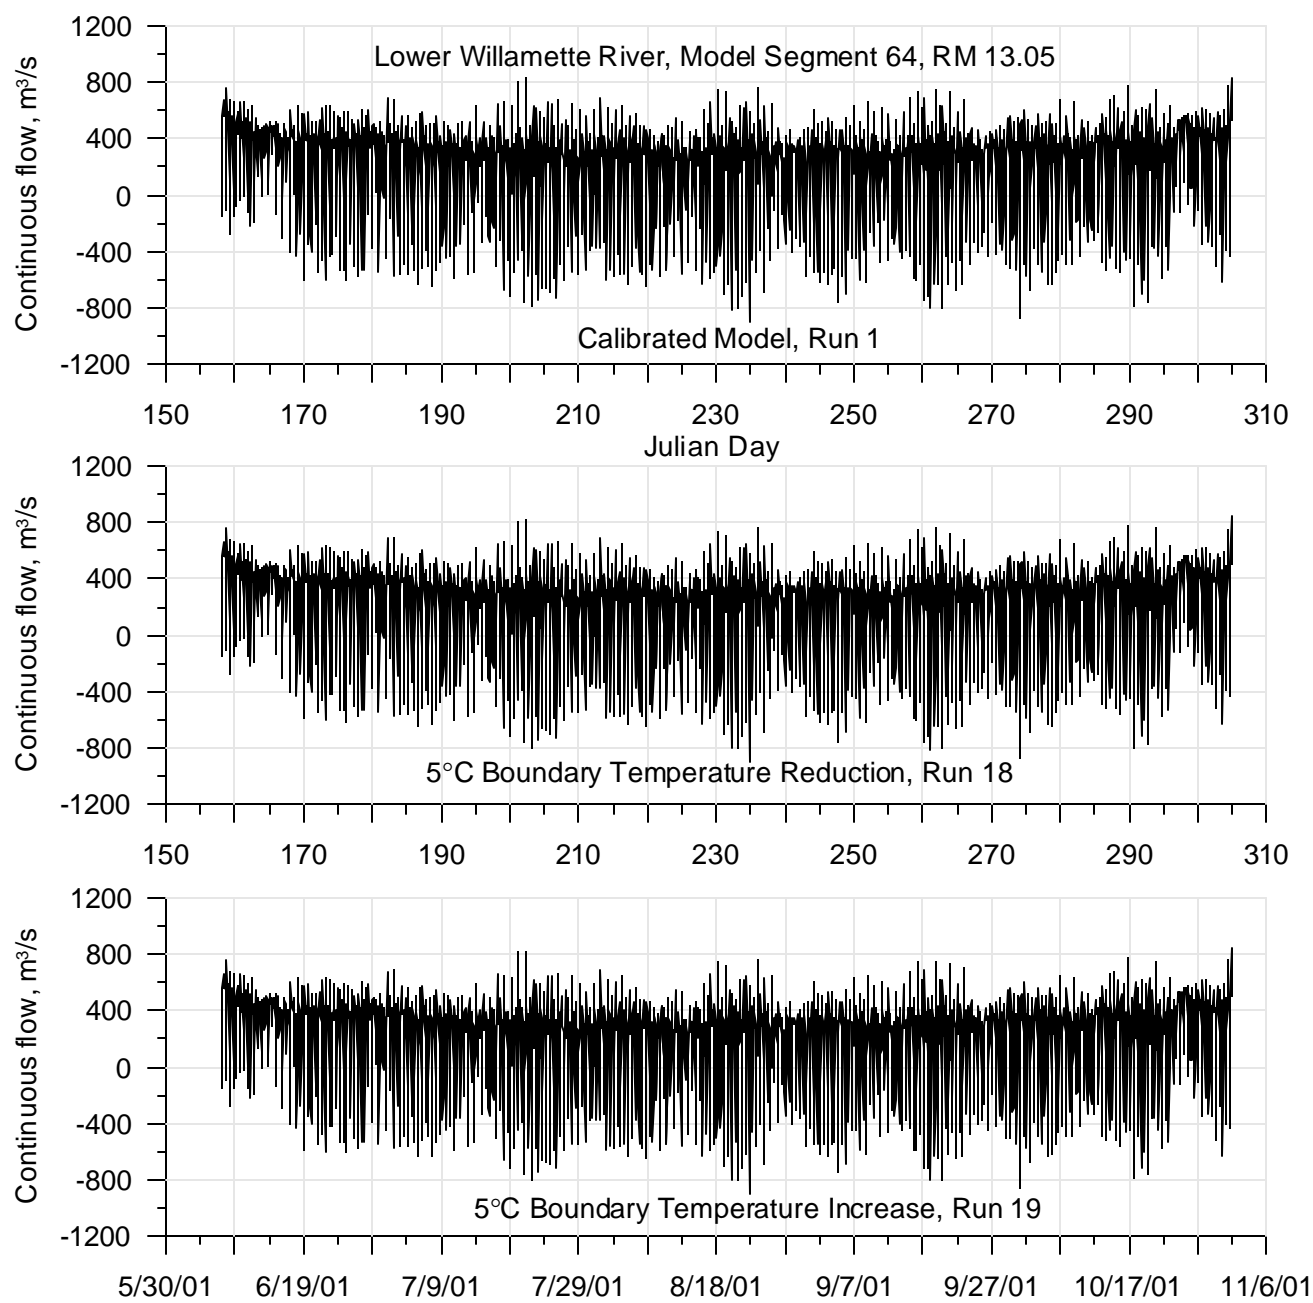 1200
Lower Willamette River, Model Segment 64, RM 13.05
800
400
0
-400
-800
Calibrated Model, Run 1
-1200
Continuous flow, m³/s
150 170 190 210 230 250 270 290 310
Julian Day
1200
800
400
0
-400
-800
5°C Boundary Temperature Reduction, Run 18
-1200
Continuous flow, m³/s
150 170 190 210 230 250 270 290 310
1200
800
400
0
-400
-800
5°C Boundary Temperature Increase, Run 19
-1200
Continuous flow, m³/s
5/30/01 6/19/01 7/9/01 7/29/01 8/18/01 9/7/01 9/27/01 10/17/01 11/6/01